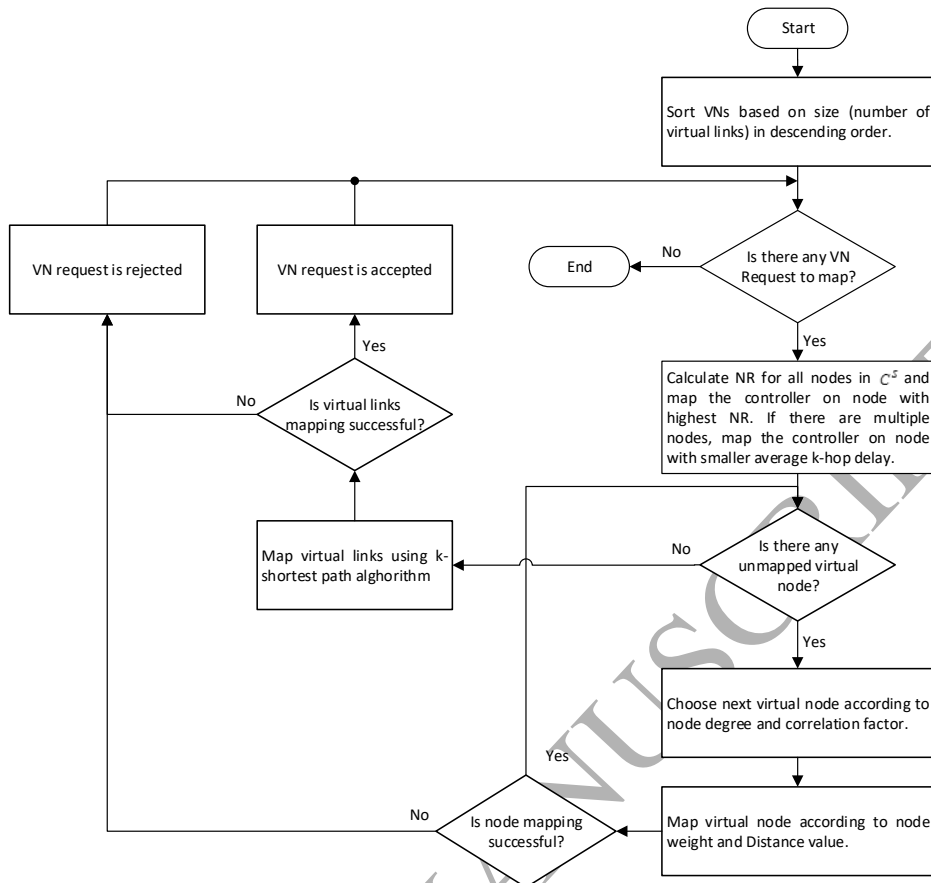 Start
Sort VNs based on size (number of
virtual links) in descending order.
VN request is rejected
VN request is accepted
End
No
Is there any VN
Request to map?
Yes
Yes
Calculate NR for all nodes in C^s and
map the controller on node with
highest NR. If there are multiple
nodes, map the controller on node
with smaller average k-hop delay.
No
Is virtual links
mapping successful?
Map virtual links using k-
shortest path alghorithm
No
Is there any
unmapped virtual
node?
Yes
Choose next virtual node according to
node degree and correlation factor.
Yes
No
Is node mapping
successful?
Map virtual node according to node
weight and Distance value.